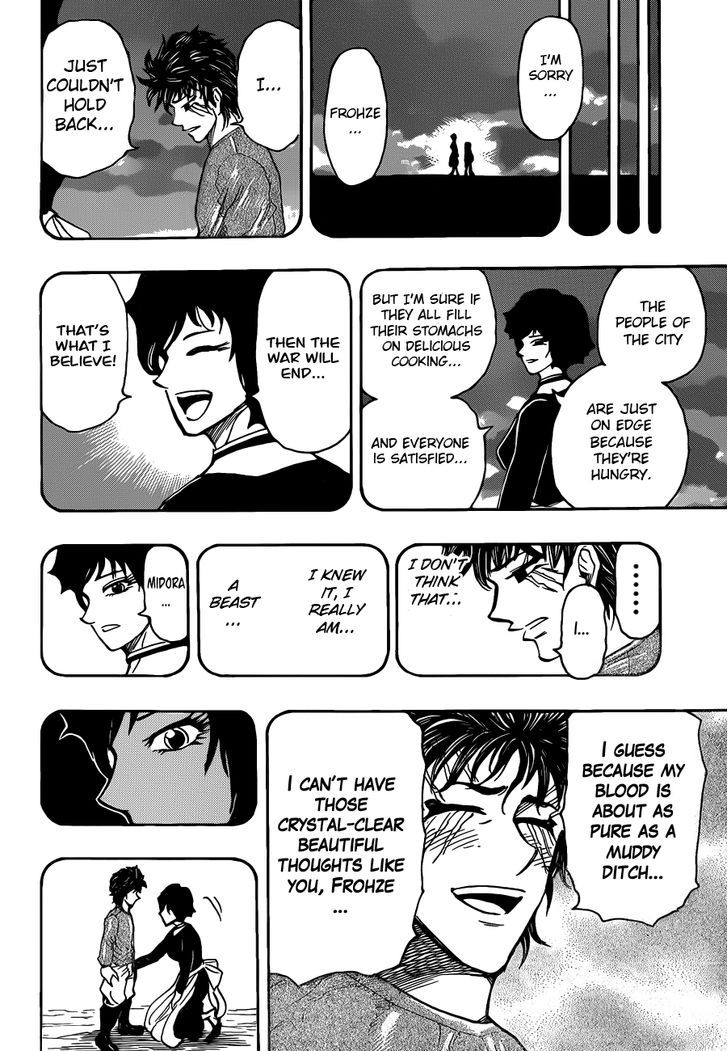 I'M
SORRY
...
FROHZE
...
I...
JUST
COULDN'T
HOLD
BACK...
THE
PEOPLE OF
THE CITY
ARE JUST
ON EDGE
BECAUSE
THEY'RE
HUNGRY.
BUT I'M SURE IF
THEY ALL FILL
THEIR STOMACHS
ON DELICIOUS
COOKING...
AND EVERYONE
IS SATISFIED...
THEN THE
WAR WILL
END...
THAT'S
WHAT I
BELIEVE!
.....
I...
I DON'T
THINK
THAT...
I KNEW
IT, I
REALLY
AM...
A
BEAST
...
MIDORA
...
I GUESS
BECAUSE MY
BLOOD IS
ABOUT AS
PURE AS A
MUDDY
DITCH...
I CAN'T HAVE
THOSE
CRYSTAL-CLEAR
BEAUTIFUL
THOUGHTS LIKE
YOU, FROHZE
...